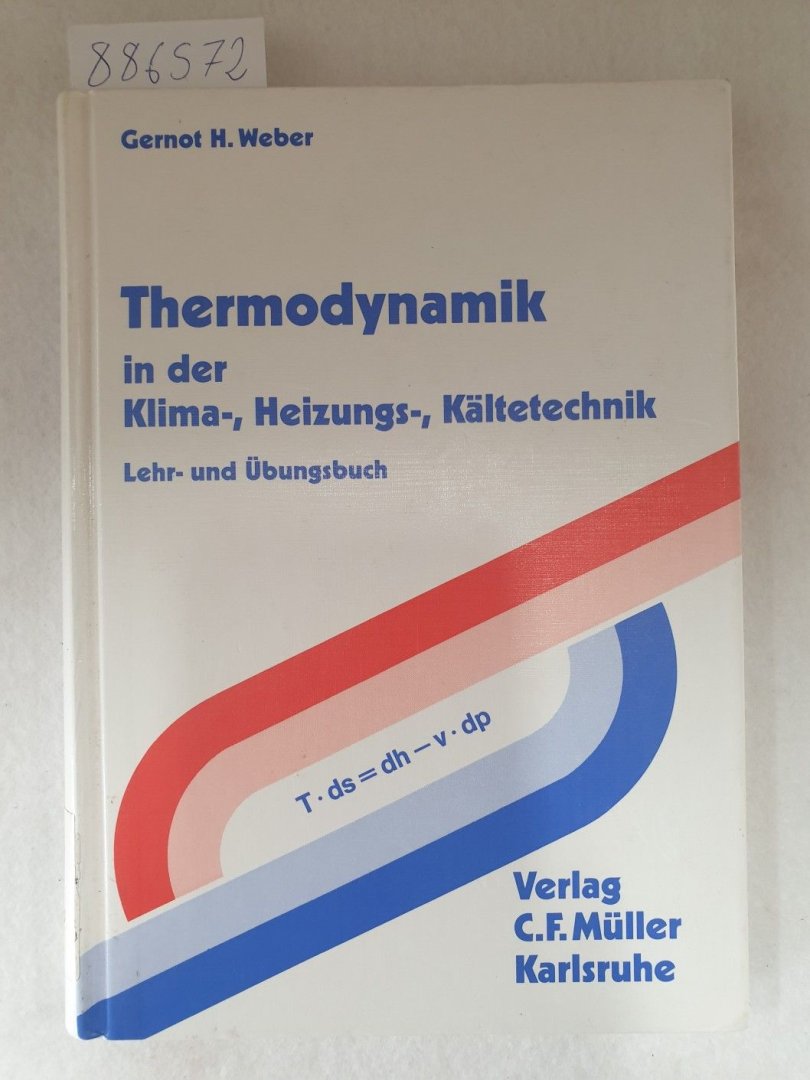 886572
Gernot H. Weber
Thermodynamik
in der
Klima-, Heizungs-, Kältetechnik
Lehr- und Übungsbuch
T · ds = dh – v · dp
Verlag
C.F. Müller
Karlsruhe